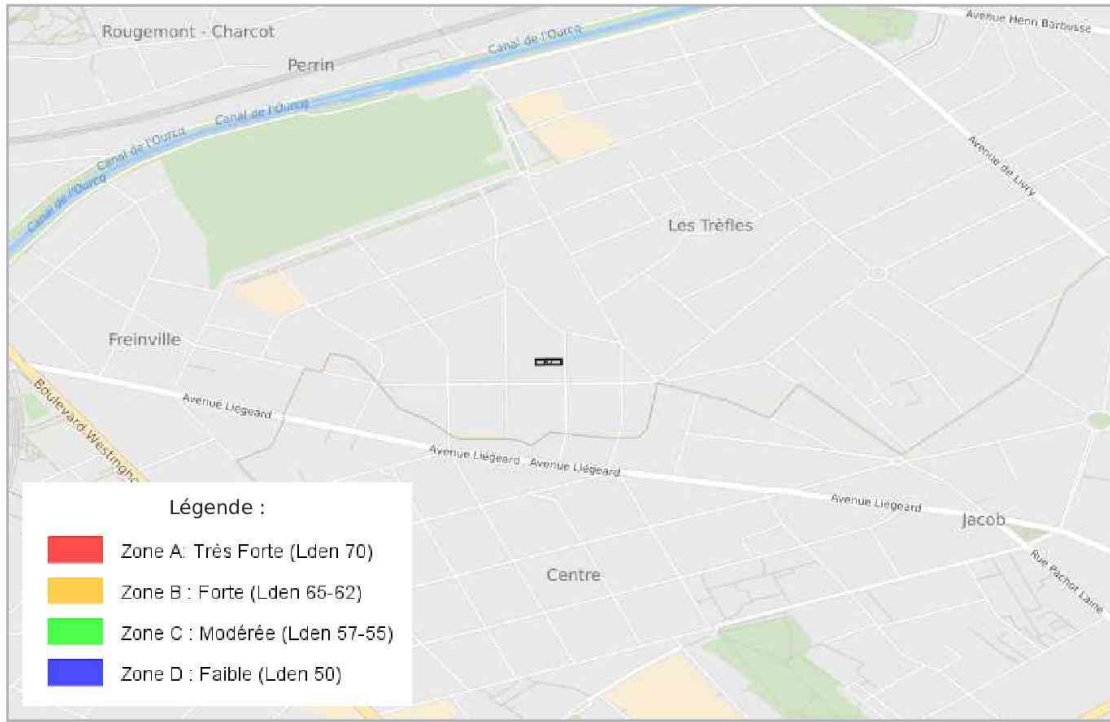 Rougemont - Charcot
Perrin
Canal de l'Ourcq
Avenue Henri Barbusse
Canal de l'Ourcq
Canal de l'Ourcq
Canal de l'Ourcq
Avenue de Livry
Les Trèfles
Freinville
Boulevard Westingho
Avenue Liégeard
Avenue Liégeard
Avenue Liégeard
Avenue Liégeard
Jacob
Centre
Rue Pachot Laine
Légende :
Zone A: Très Forte (Lden 70)
Zone B : Forte (Lden 65-62)
Zone C : Modérée (Lden 57-55)
Zone D : Faible (Lden 50)